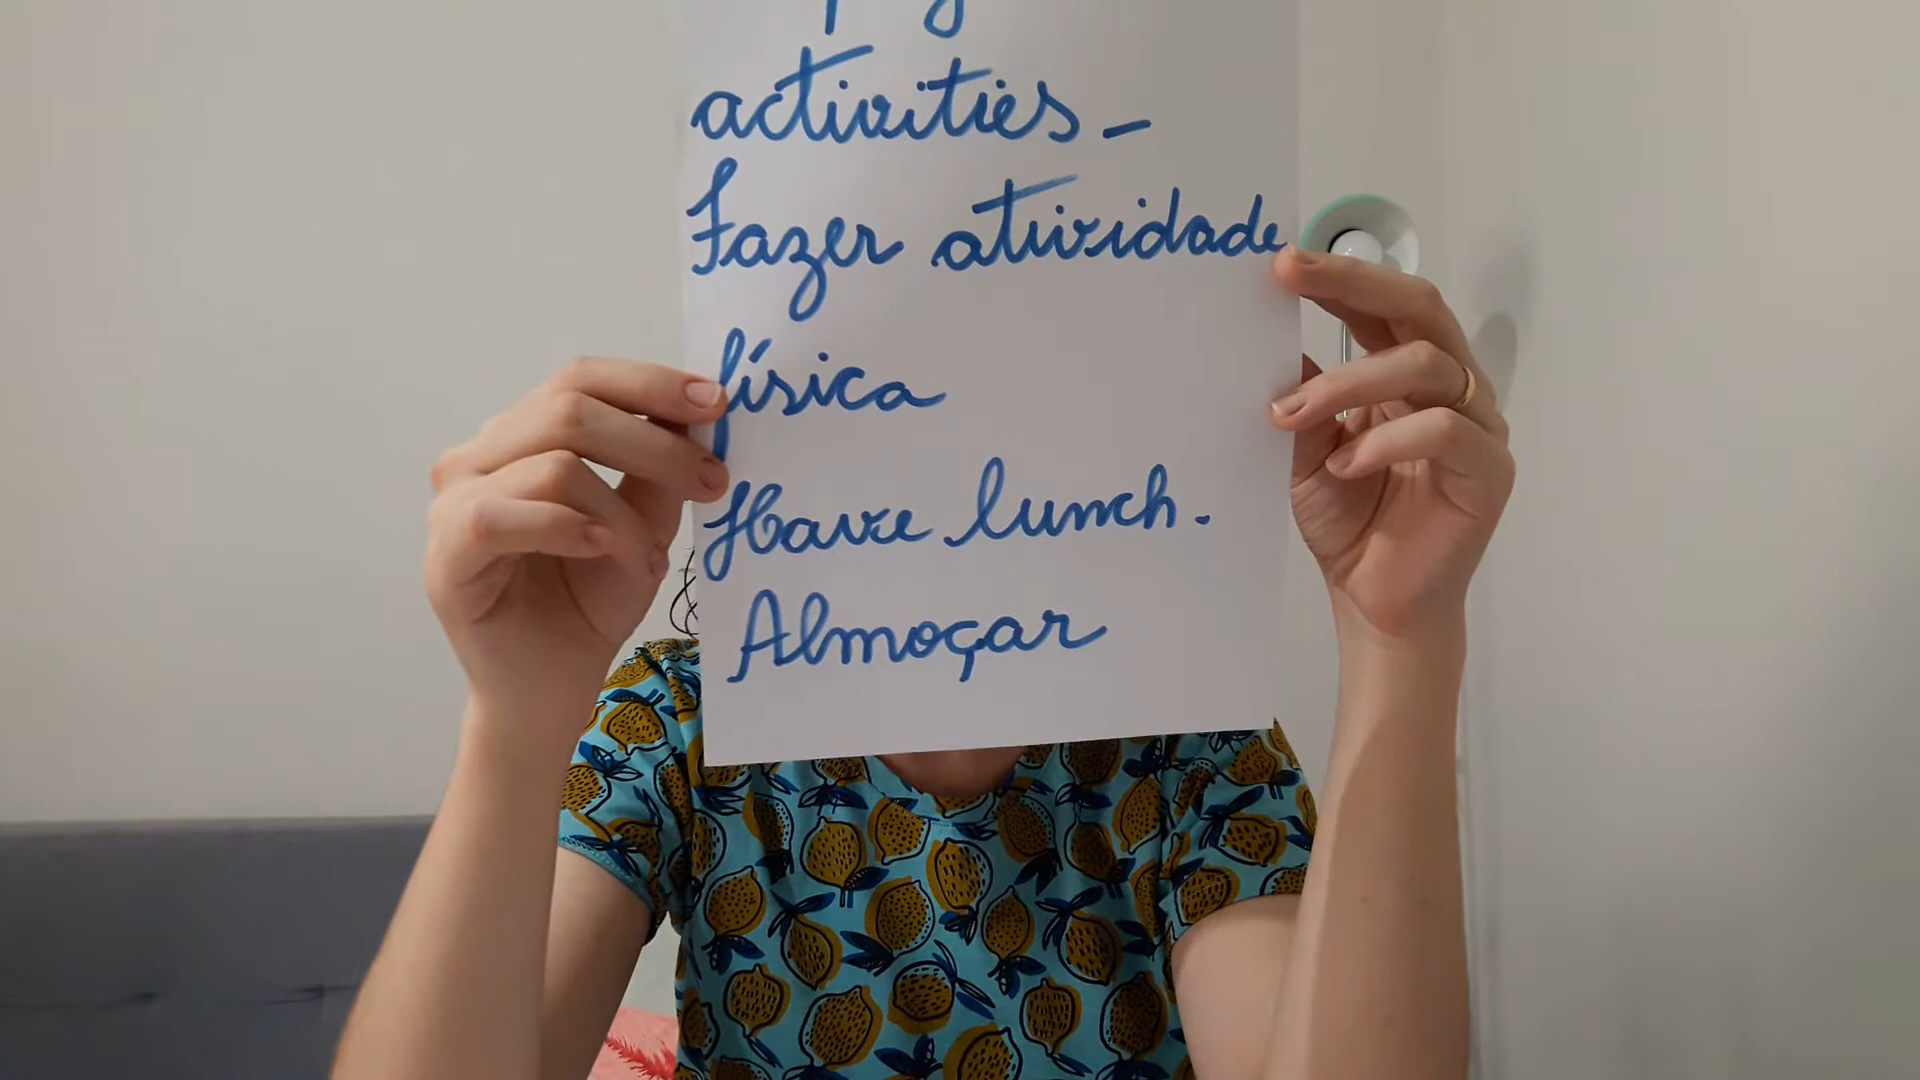 activities -
Fazer atividade
física
Have lunch.
Almoçar